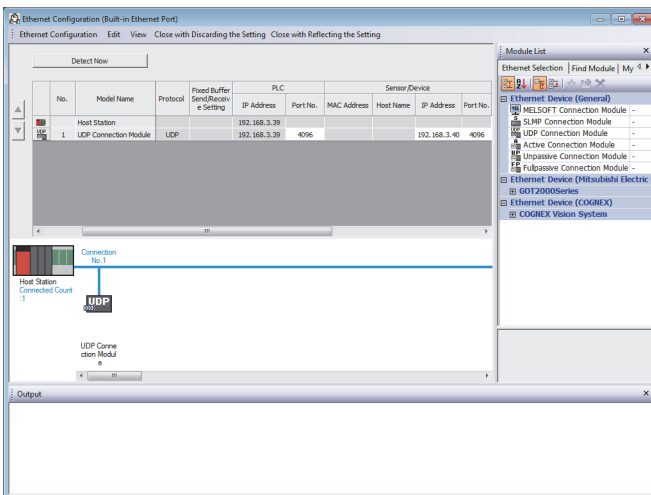 Ethernet Configuration (Built-in Ethernet Port)
Ethernet Configuration Edit View Close with Discarding the Setting Close with Reflecting the Setting
Detect Now
No. Model Name Protocol Fixed Buffer Send/Receiv e Setting PLC Sensor/Device
IP Address Port No. MAC Address Host Name IP Address Port No.
Host Station 192.168.3.39
1 UDP Connection Module UDP 192.168.3.39 4096 192.168.3.40 4096
Connection
No.1
Host Station
Connected Count
:1
UDP
UDP Conne
ction Modul
e
Module List
Ethernet Selection Find Module My
Ethernet Device (General)
MELSOFT Connection Module -
SLMP Connection Module -
UDP Connection Module -
Active Connection Module -
Unpassive Connection Module -
Fullpassive Connection Module -
Ethernet Device (Mitsubishi Electric
GOT2000Series
Ethernet Device (COGNEX)
COGNEX Vision System
Output